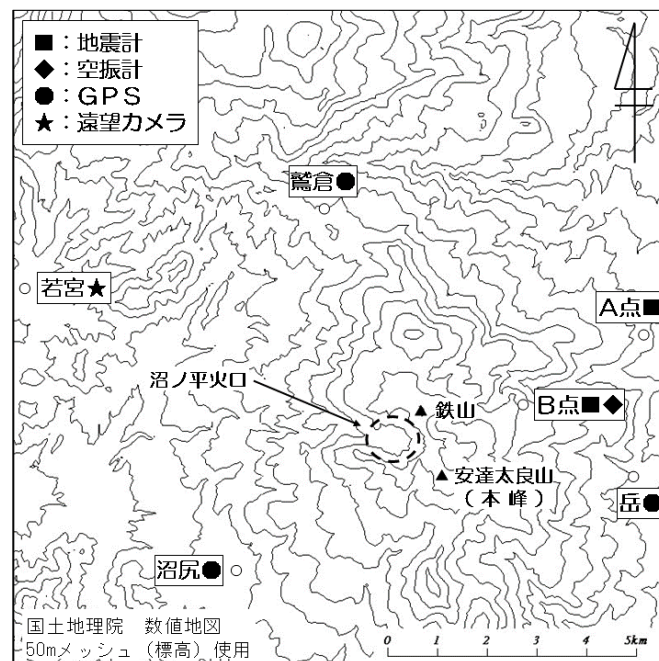 ■：地震計
◆：空振計
●：GPS
★：遠望カメラ
鷲倉●
若宮★
A点■
沼ノ平火口
鉄山
B点■◆
安達太良山
（本峰）
岳●
沼尻●
国土地理院　数値地図
50mメッシュ（標高）使用
0 1 2 3 4 5km